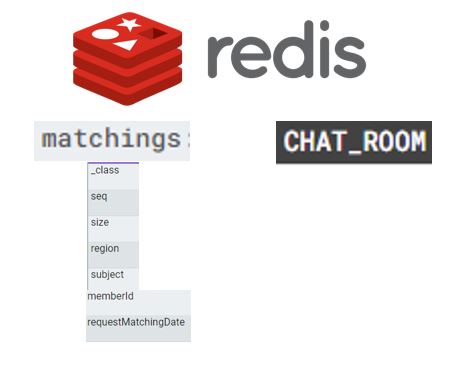 redis
matchings:
CHAT_ROOM
_class
seq
size
region
subject
memberId
requestMatchingDate